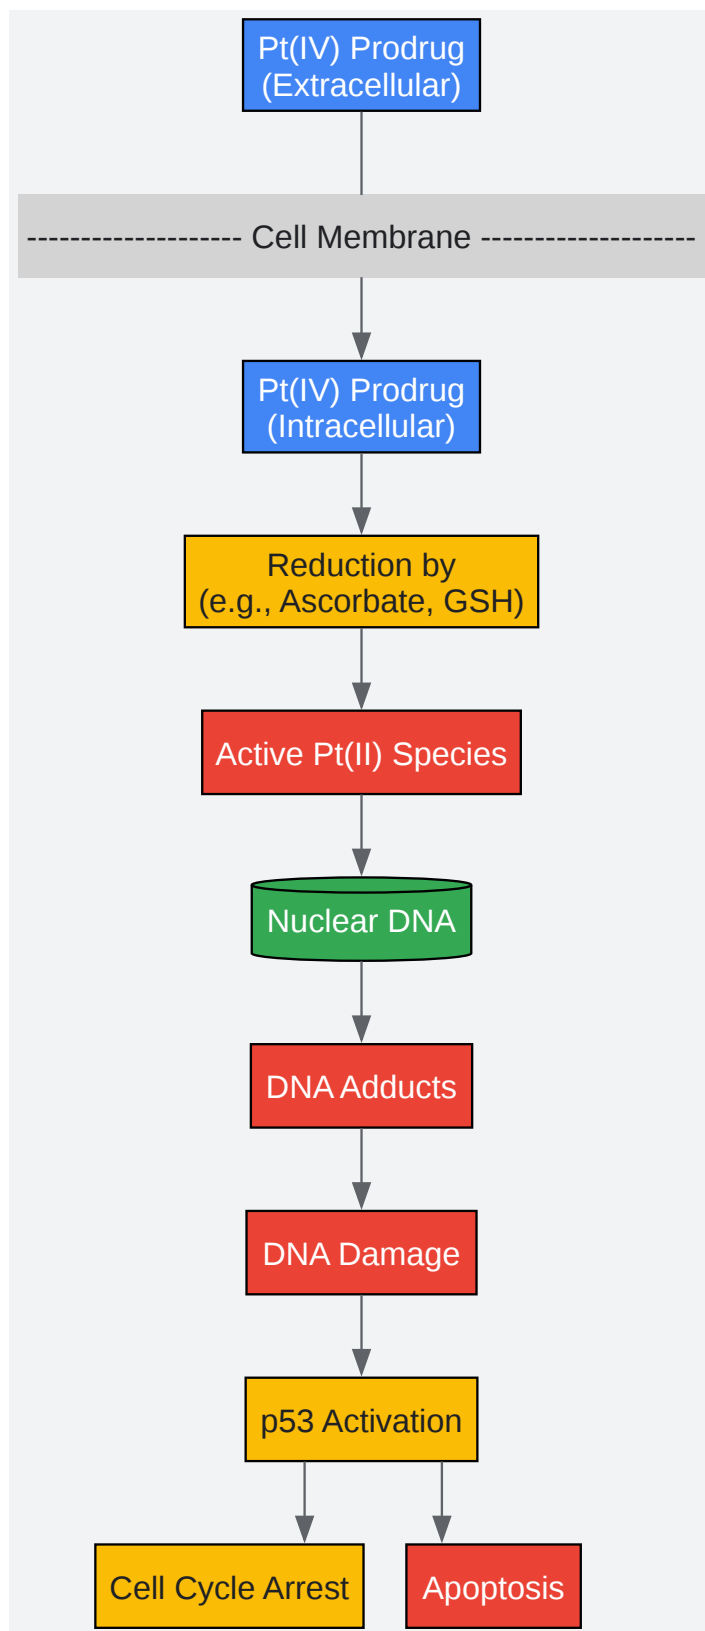 Pt(IV) Prodrug
(Extracellular)
-------------------- Cell Membrane --------------------
Pt(IV) Prodrug
(Intracellular)
Reduction by
(e.g., Ascorbate, GSH)
Active Pt(II) Species
Nuclear DNA
DNA Adducts
DNA Damage
p53 Activation
Cell Cycle Arrest
Apoptosis